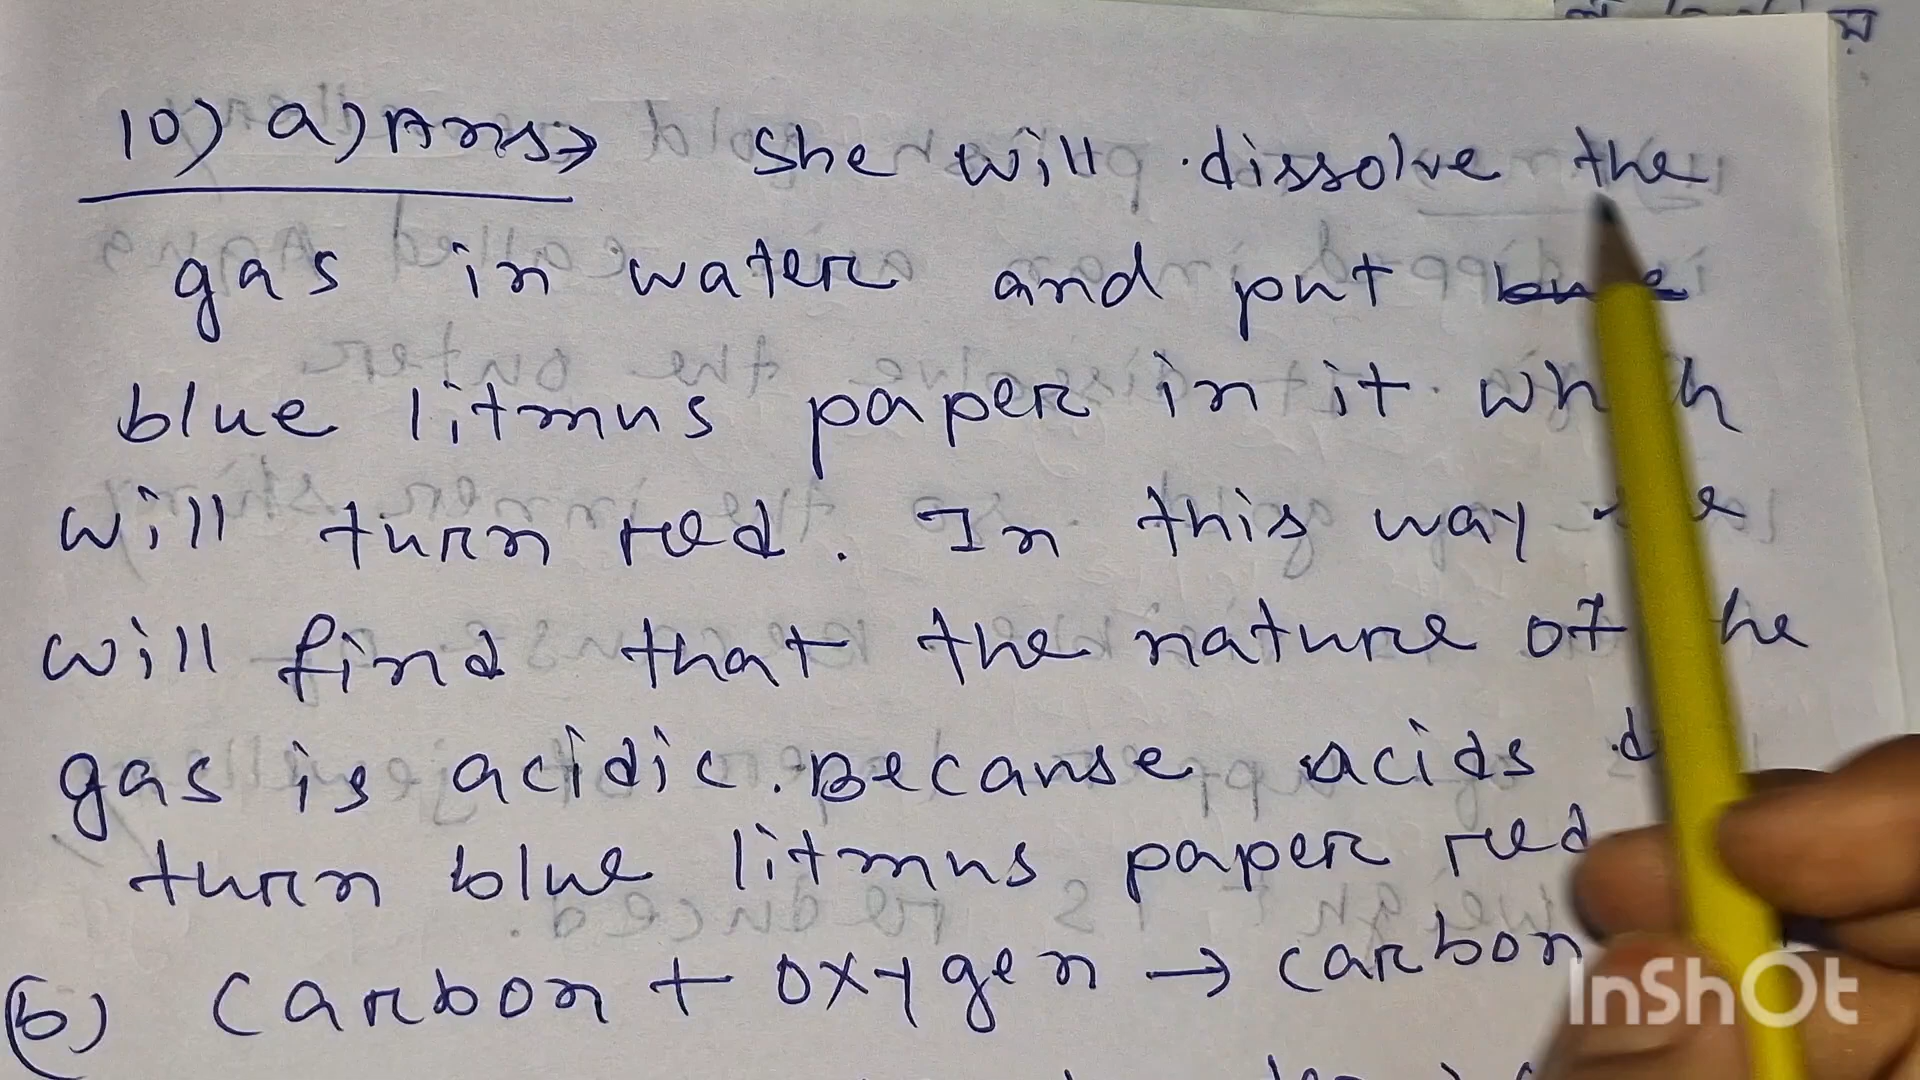 10) a) Ans→ She will dissolve the
gas in water and put
blue litmus paper in it. which
will turn red. In this way
will find that the nature of the
gas is acidic. Because acids
turn blue litmus paper red
(b) Carbon + oxygen → Carbon
InShOt